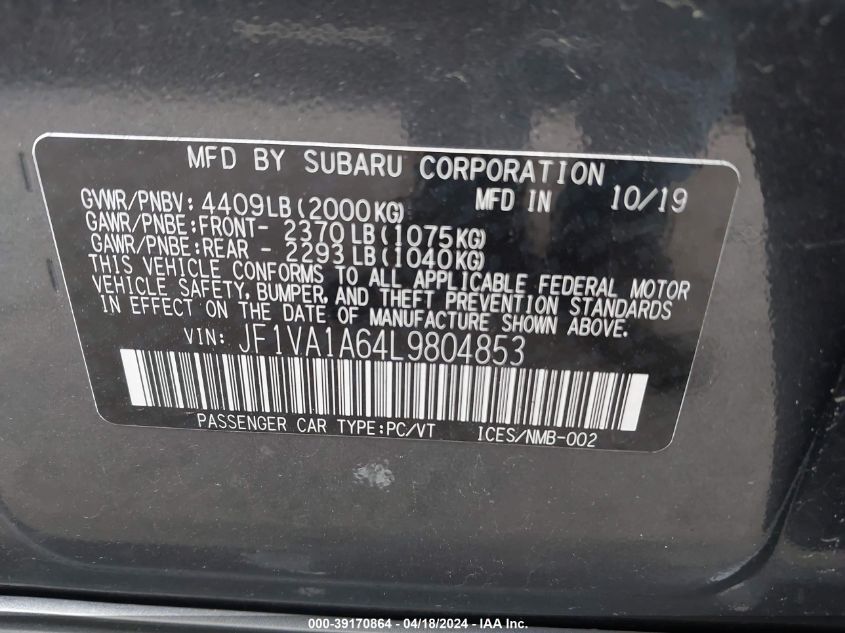 MFD BY SUBARU CORPORATION
GVWR/PNBV: 4409LB(2000KG) MFD IN 10/19
GAWR/PNBE:FRONT- 2370LB(1075KG)
GAWR/PNBE:REAR - 2293LB(1040KG)
THIS VEHICLE CONFORMS TO ALL APPLICABLE FEDERAL MOTOR
VEHICLE SAFETY, BUMPER, AND THEFT PREVENTION STANDARDS
IN EFFECT ON THE DATE OF MANUFACTURE SHOWN ABOVE.
VIN: JF1VA1A64L9804853
PASSENGER CAR TYPE:PC/VT ICES/NMB-002
000-39170864 / 04/18/2024 - IAA Inc.